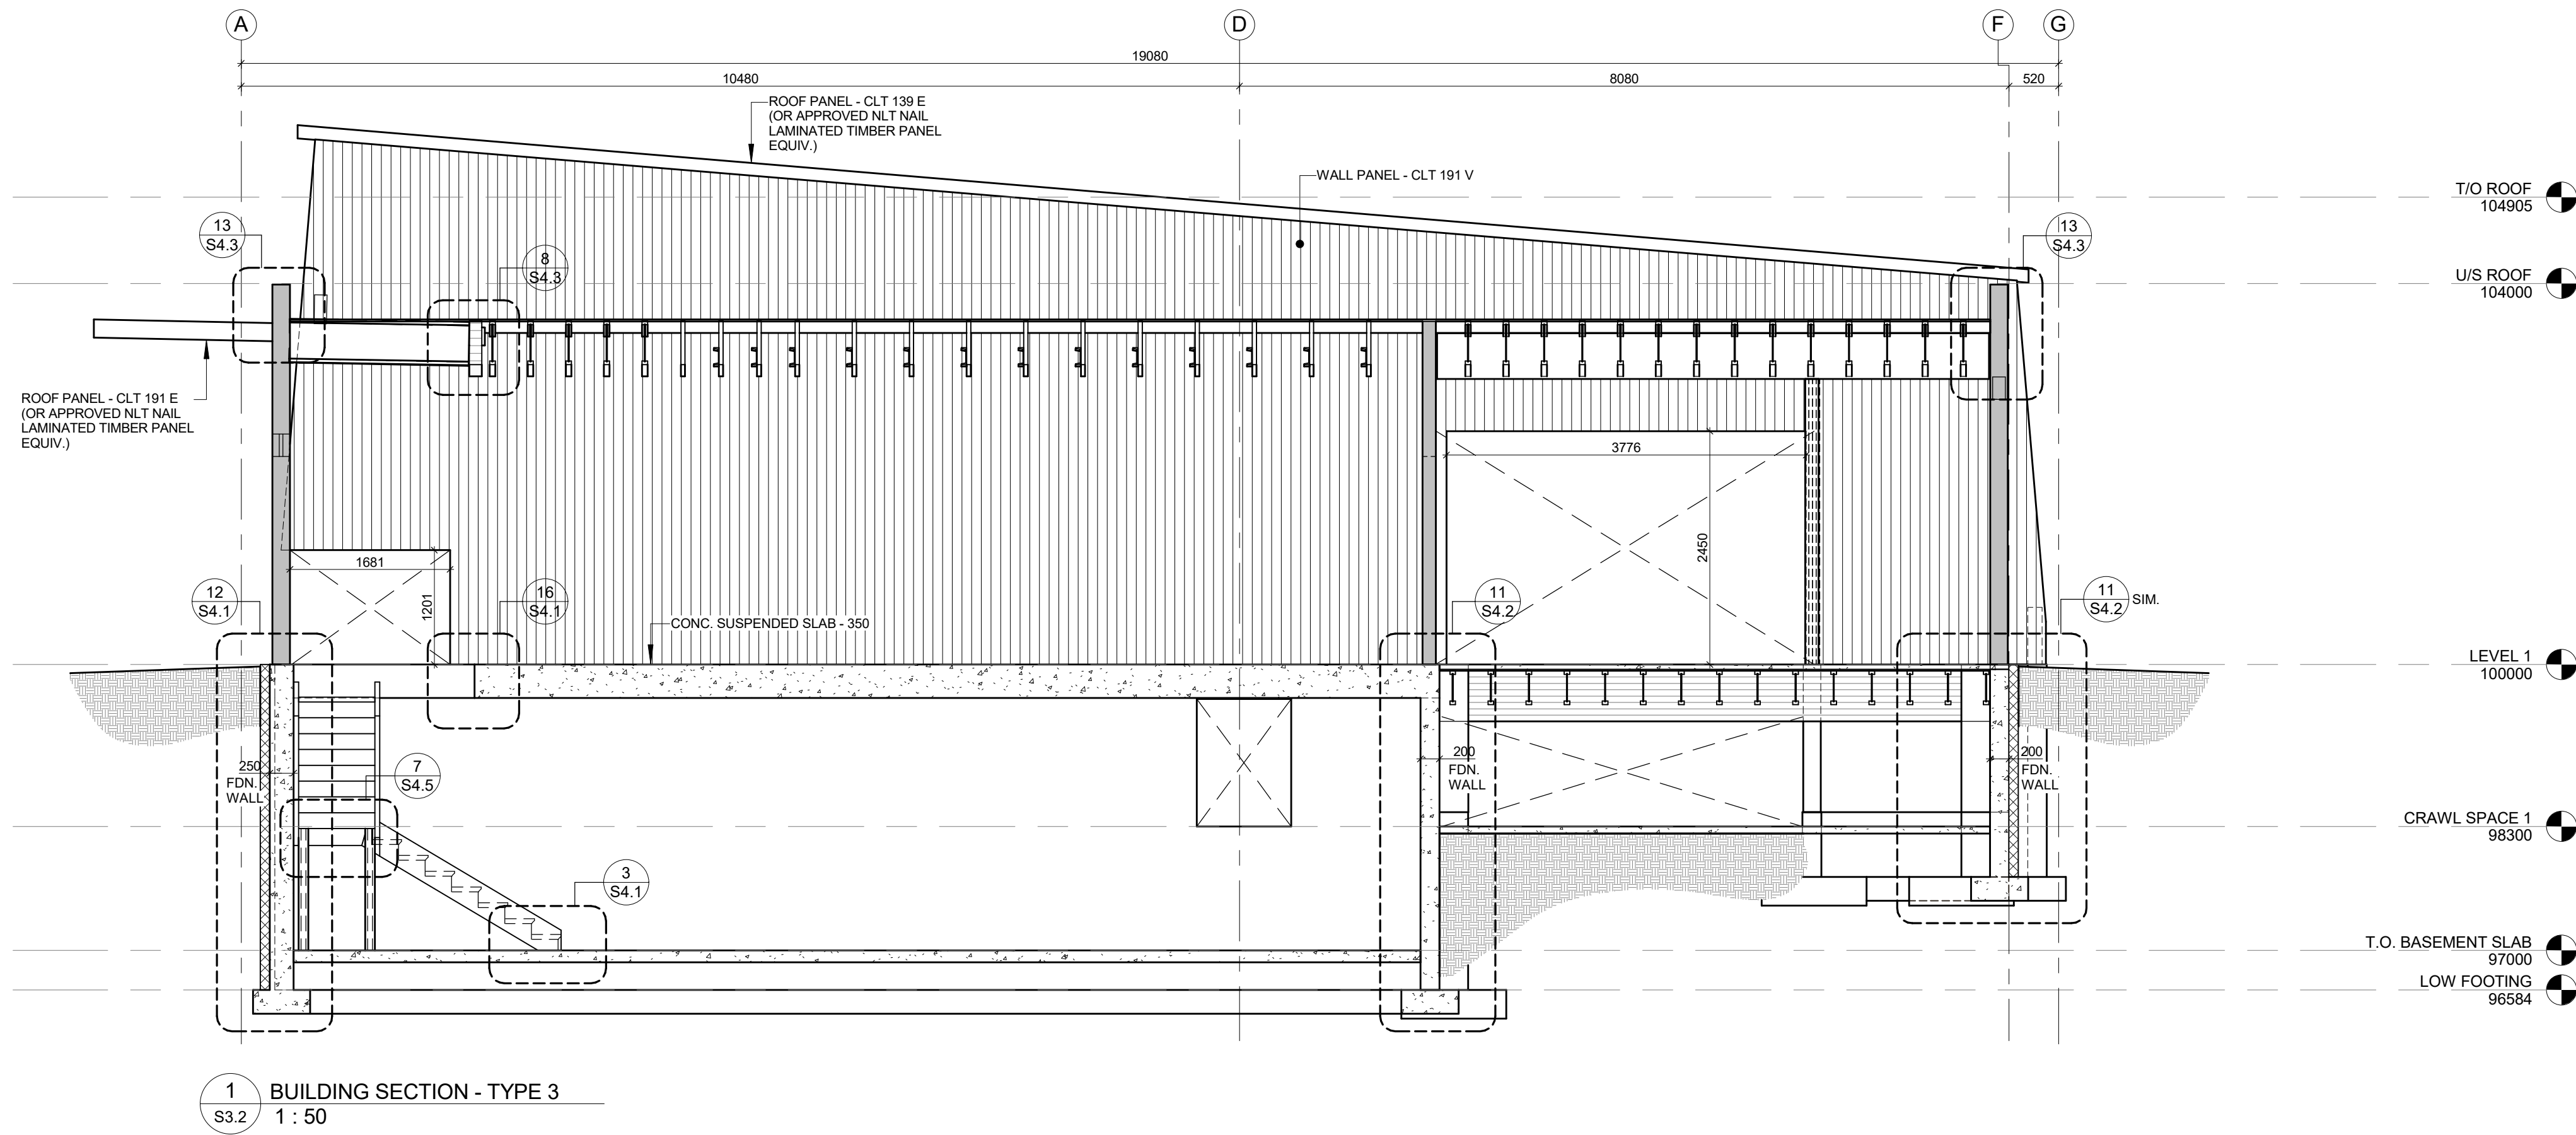 A
D
F
G
19080
10480
8080
520
ROOF PANEL - CLT 139 E
(OR APPROVED NLT NAIL
LAMINATED TIMBER PANEL
EQUIV.)
WALL PANEL - CLT 191 V
T/O ROOF
104905
13
S4.3
13
S4.3
8
S4.3
U/S ROOF
104000
ROOF PANEL - CLT 191 E
(OR APPROVED NLT NAIL
LAMINATED TIMBER PANEL
EQUIV.)
3776
2450
1681
1201
12
S4.1
16
S4.1
11
S4.2
11
S4.2
SIM.
CONC. SUSPENDED SLAB - 350
LEVEL 1
100000
250
FDN.
WALL
7
S4.5
200
FDN.
WALL
200
FDN.
WALL
CRAWL SPACE 1
98300
3
S4.1
T.O. BASEMENT SLAB
97000
LOW FOOTING
96584
1
S3.2
BUILDING SECTION - TYPE 3
1 : 50